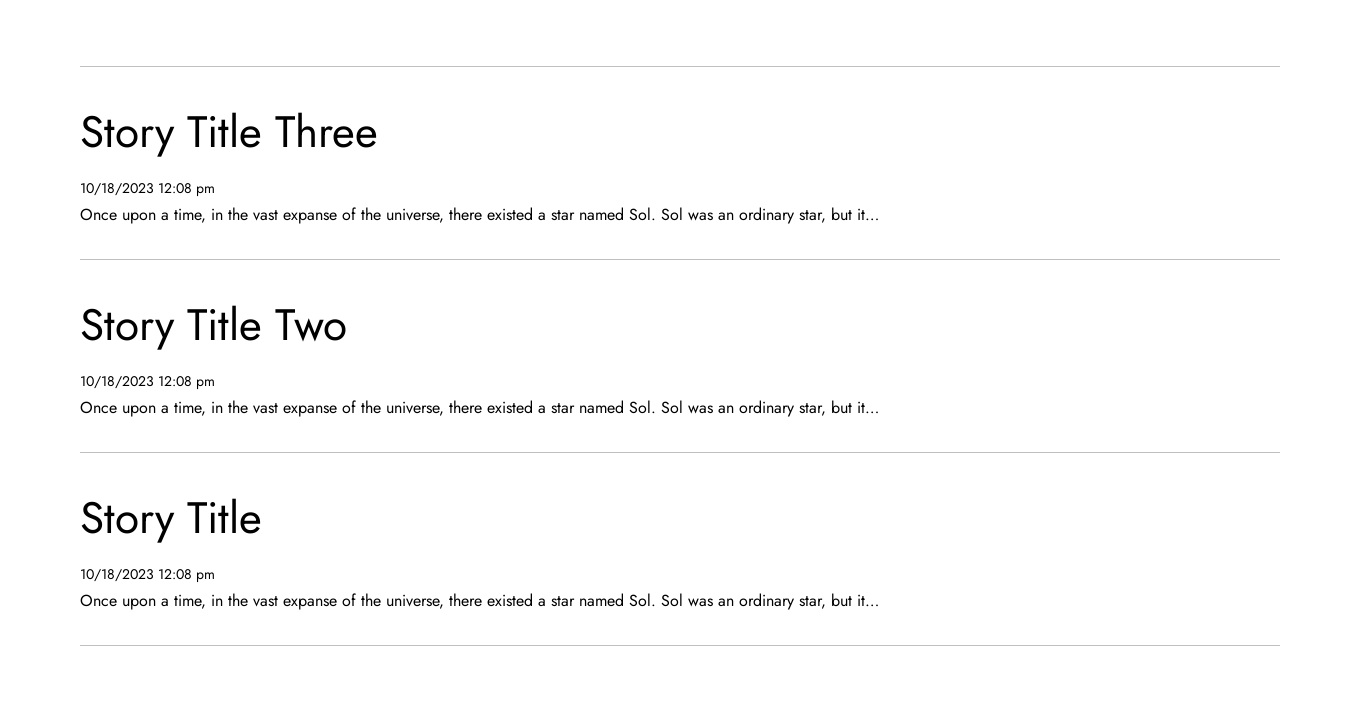 Story Title Three
10/18/2023 12:08 pm
Once upon a time, in the vast expanse of the universe, there existed a star named Sol. Sol was an ordinary star, but it...
Story Title Two
10/18/2023 12:08 pm
Once upon a time, in the vast expanse of the universe, there existed a star named Sol. Sol was an ordinary star, but it...
Story Title
10/18/2023 12:08 pm
Once upon a time, in the vast expanse of the universe, there existed a star named Sol. Sol was an ordinary star, but it...